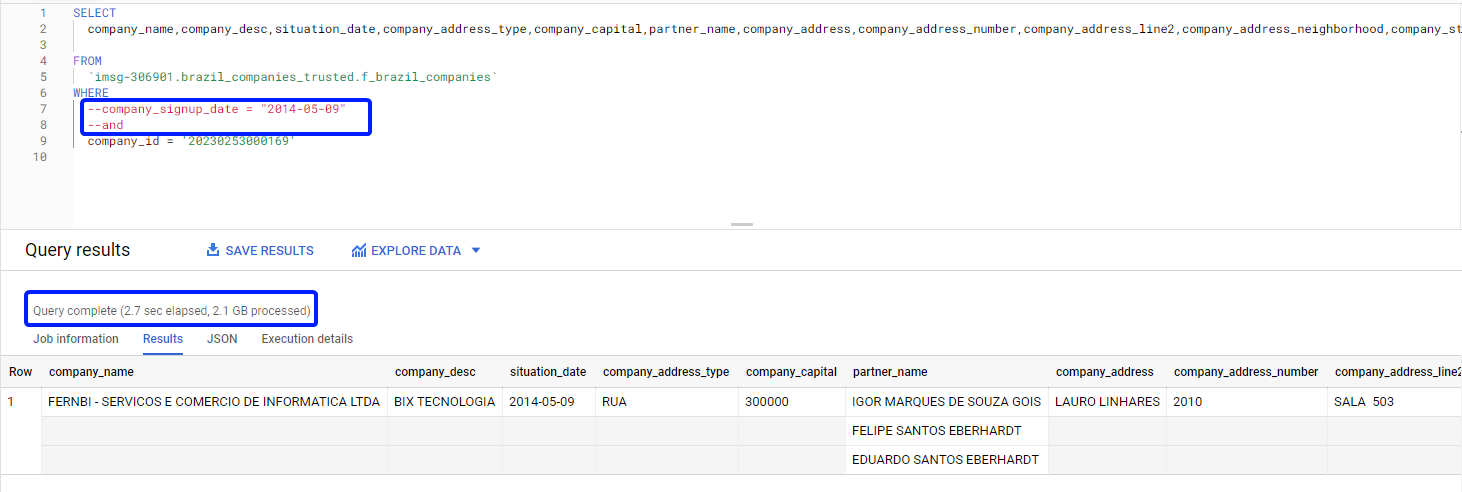 1 SELECT
2 company_name,company_desc,situation_date,company_address_type,company_capital,partner_name,company_address,company_address_number,company_address_line2,company_address_neighborhood,company_st
3
4 FROM
5 `imsg-306901.brazil_companies_trusted.f_brazil_companies`
6 WHERE
7 --company_signup_date = "2014-05-09"
8 --and
9 company_id = '20230253000169'
10
Query results SAVE RESULTS EXPLORE DATA
Query complete (2.7 sec elapsed, 2.1 GB processed)
Job information Results JSON Execution details
Row company_name company_desc situation_date company_address_type company_capital partner_name company_address company_address_number company_address_line2
1 FERNBI - SERVICOS E COMERCIO DE INFORMATICA LTDA BIX TECNOLOGIA 2014-05-09 RUA 300000 IGOR MARQUES DE SOUZA GOIS LAURO LINHARES 2010 SALA 503
FELIPE SANTOS EBERHARDT
EDUARDO SANTOS EBERHARDT